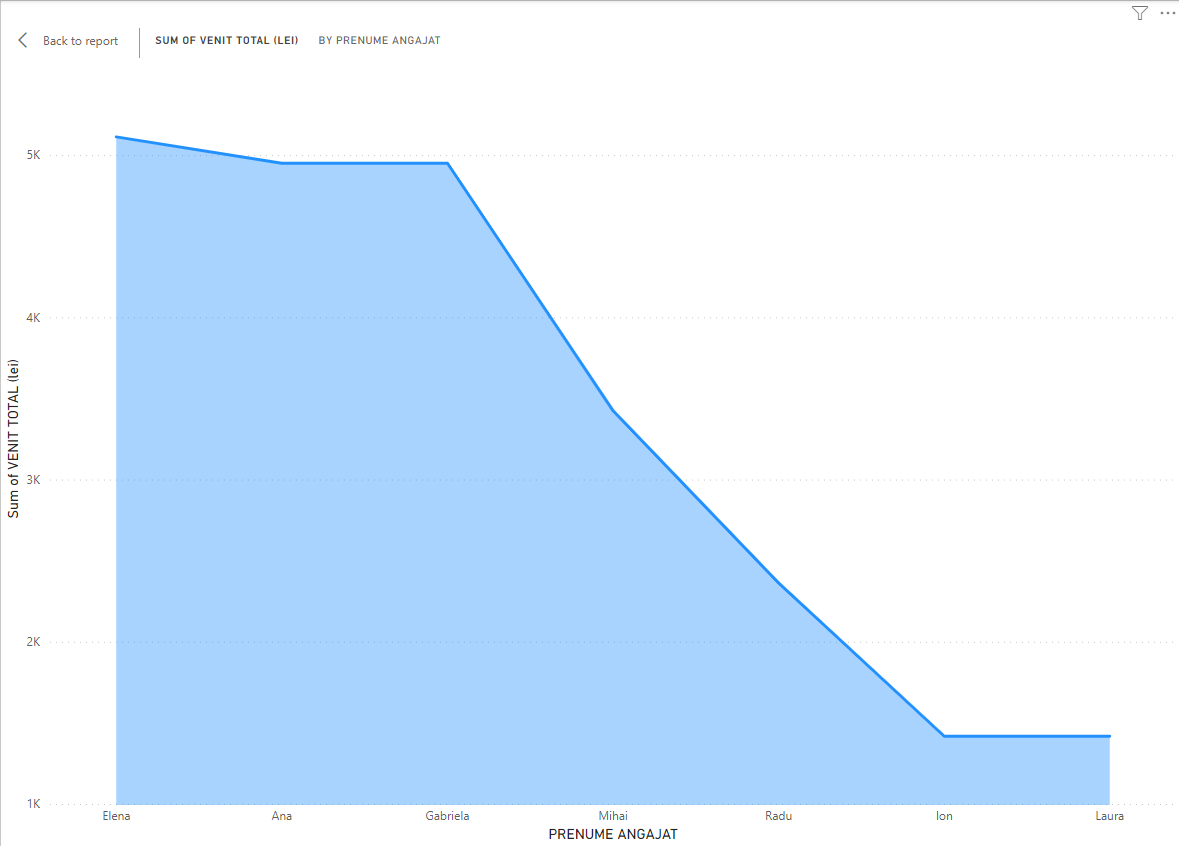 Back to report
SUM OF VENIT TOTAL (LEI) BY PRENUME ANGAJAT
5K
4K
3K
2K
1K
Sum of VENIT TOTAL (lei)
Elena Ana Gabriela Mihai Radu Ion Laura
PRENUME ANGAJAT